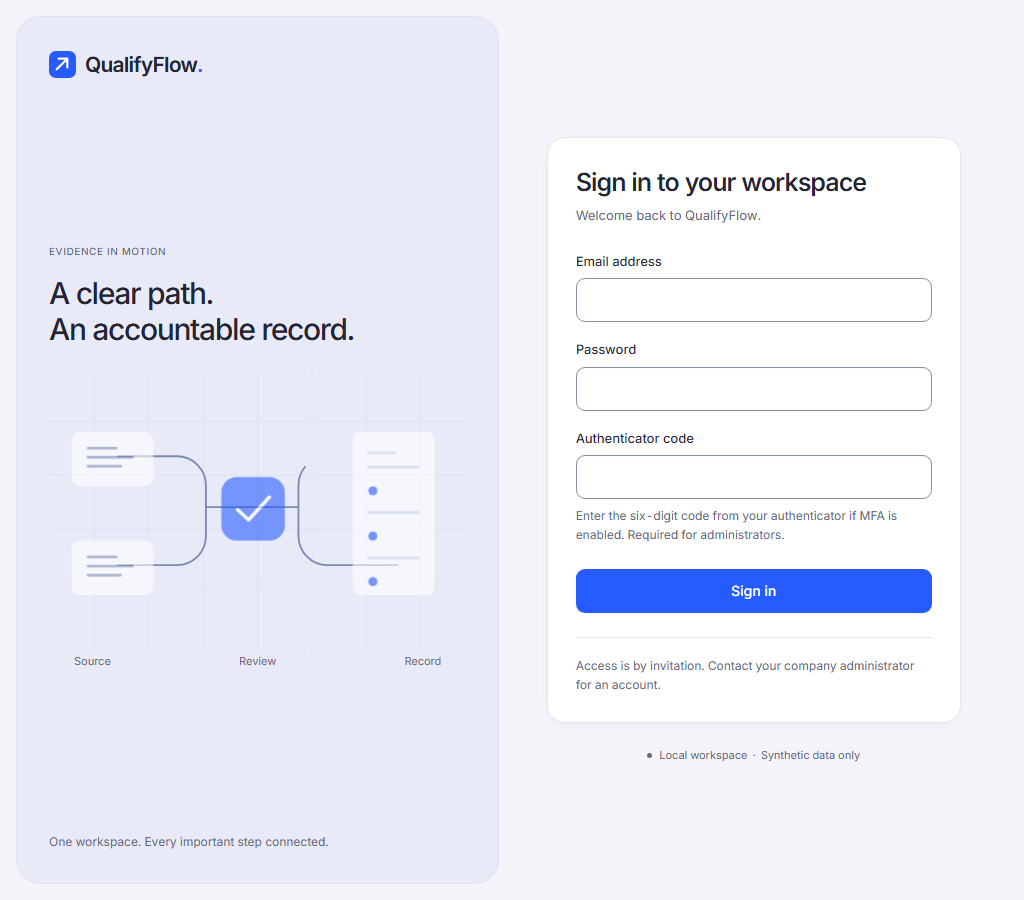 QualifyFlow.
EVIDENCE IN MOTION
A clear path.
An accountable record.
Source
Review
Record
One workspace. Every important step connected.
Sign in to your workspace
Welcome back to QualifyFlow.
Email address
Password
Authenticator code
Enter the six-digit code from your authenticator if MFA is
enabled. Required for administrators.
Sign in
Access is by invitation. Contact your company administrator
for an account.
Local workspace · Synthetic data only